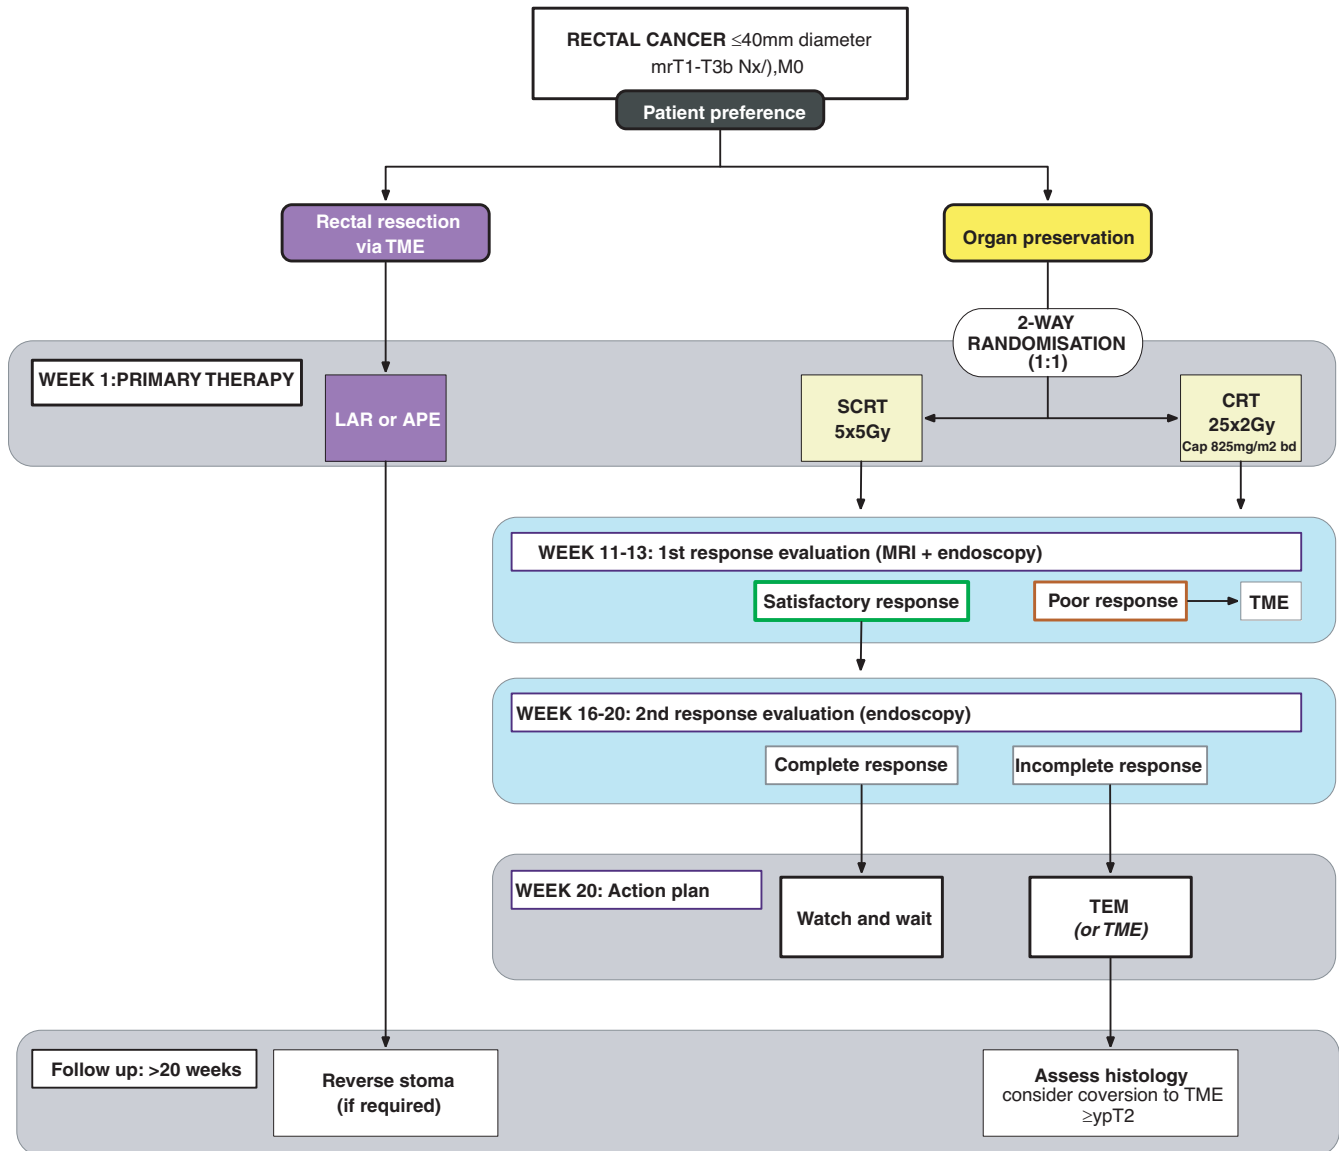 RECTAL CANCER ≤40mm diameter
mrT1-T3b Nx/),M0
Patient preference
Rectal resection
via TME
Organ preservation
2-WAY
RANDOMISATION
(1:1)
WEEK 1:PRIMARY THERAPY
LAR or APE
SCRT
5x5Gy
CRT
25x2Gy
Cap 825mg/m2 bd
WEEK 11-13: 1st response evaluation (MRI + endoscopy)
Satisfactory response
Poor response
TME
WEEK 16-20: 2nd response evaluation (endoscopy)
Complete response
Incomplete response
WEEK 20: Action plan
Watch and wait
TEM
(or TME)
Follow up: >20 weeks
Reverse stoma
(if required)
Assess histology
consider coversion to TME
≥ypT2